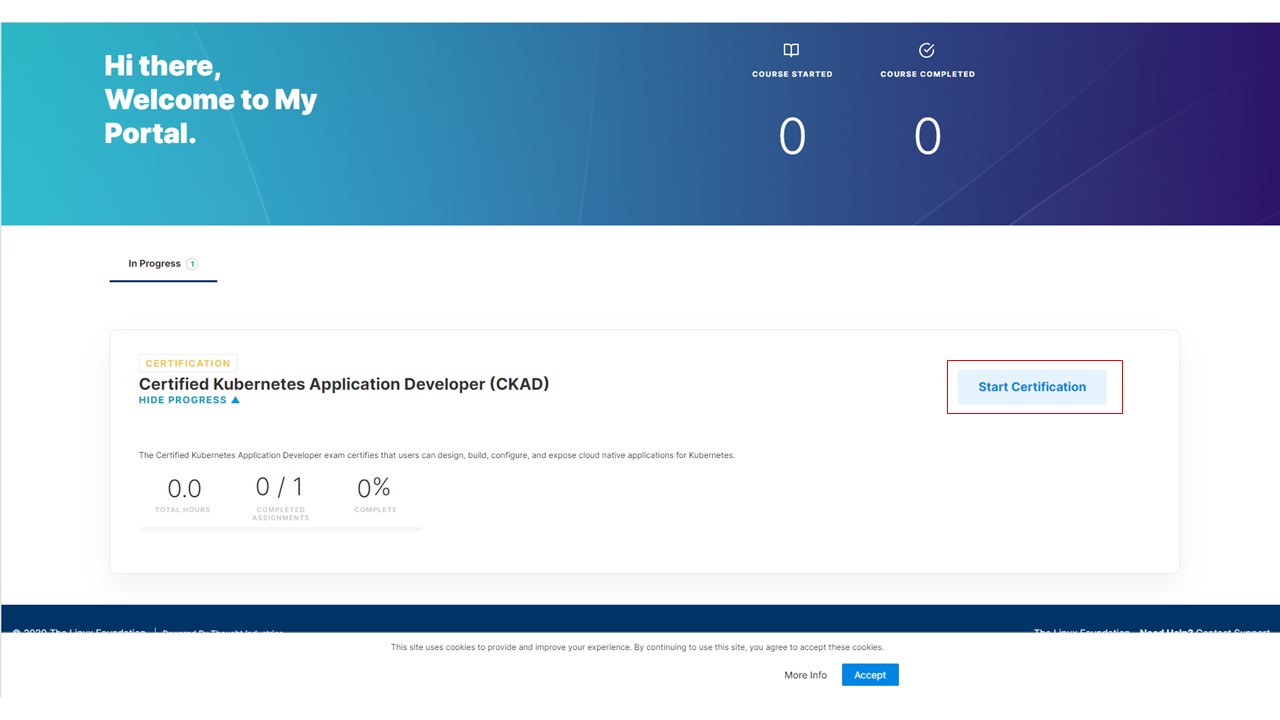 Hi there,
Welcome to My
Portal.
COURSE STARTED
COURSE COMPLETED
0
0
In Progress 1
CERTIFICATION
Certified Kubernetes Application Developer (CKAD)
HIDE PROGRESS ▲
Start Certification
The Certified Kubernetes Application Developer exam certifies that users can design, build, configure, and expose cloud native applications for Kubernetes.
0.0
0 / 1
0%
TOTAL HOURS
COMPLETED
ASSIGNMENTS
COMPLETE
© 2020 The Linux Foundation | Powered By Thought Industries
The Linux Foundation Need Help? Contact Support
This site uses cookies to provide and improve your experience. By continuing to use this site, you agree to accept these cookies.
More Info
Accept